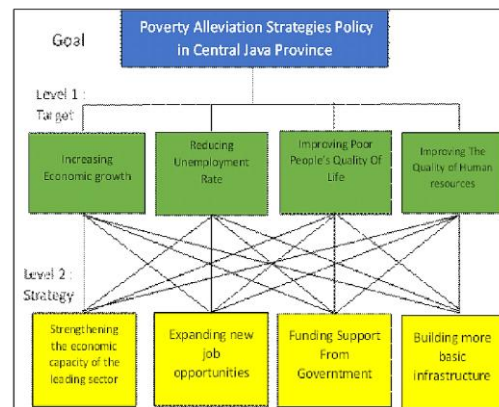 Goal
Poverty Alleviation Strategies Policy
in Central Java Province
Level 1 :
Target
Increasing
Economic growth
Reducing
Unemployment
Rate
Improving Poor
People's Quality Of
Life
Improving The
Quality of Human
resources
Level 2 :
Strategy
Strengthening
the economic
capacity of the
leading sector
Expanding new
job
opportunities
Funding Support
From
Governtment
Building more
basic
infrastructure